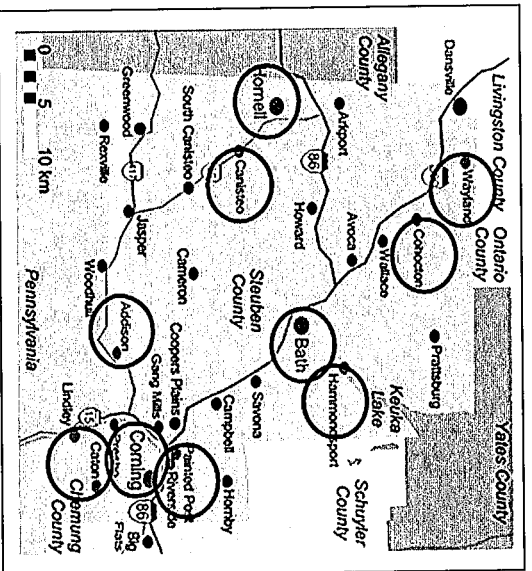 Livingston County
Ontario
County
Yates County
Dansville
Wayland
Cohocton
Prattsburg
Allegany
County
Arkport
86
Howard
Avoca
Wallace
Keuka
Lake
Schuyler
County
Hornell
Canisteo
South Canisteo
Steuben
County
Bath
Hammondsport
Savona
Campbell
Hornby
Greenwood
Rexville
Jasper
Cameron
Woodhull
Addison
Coopers Plains
Gang Mills
Painted Post
Riverside
Corning
86
Big
Flats
Caton
Lindley
15
Chemung
County
Pennsylvania
0 5 10 km